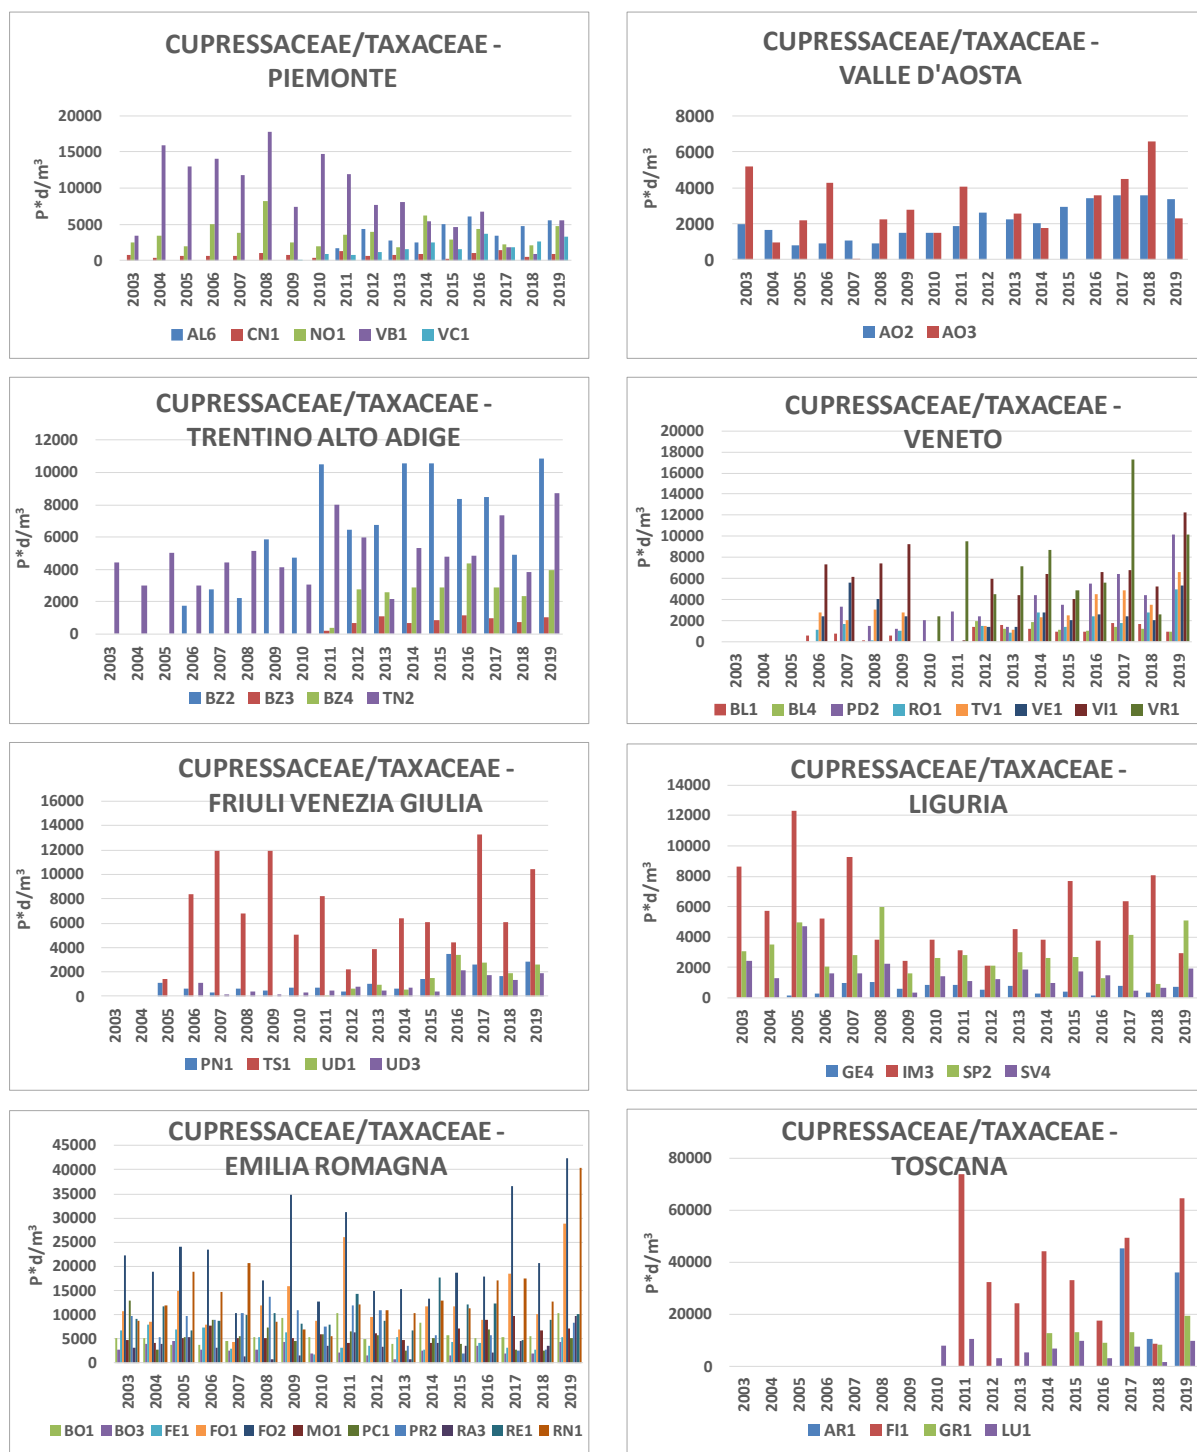 CUPRESSACEAE/TAXACEAE -
PIEMONTE
P*d/m³
20000
15000
10000
5000
0
2003 2004 2005 2006 2007 2008 2009 2010 2011 2012 2013 2014 2015 2016 2017 2018 2019
AL6 CN1 NO1 VB1 VC1
CUPRESSACEAE/TAXACEAE -
VALLE D'AOSTA
P*d/m³
8000
6000
4000
2000
0
2003 2004 2005 2006 2007 2008 2009 2010 2011 2012 2013 2014 2015 2016 2017 2018 2019
AO2 AO3
CUPRESSACEAE/TAXACEAE -
TRENTINO ALTO ADIGE
P*d/m³
12000
10000
8000
6000
4000
2000
0
2003 2004 2005 2006 2007 2008 2009 2010 2011 2012 2013 2014 2015 2016 2017 2018 2019
BZ2 BZ3 BZ4 TN2
CUPRESSACEAE/TAXACEAE -
VENETO
P*d/m³
20000
18000
16000
14000
12000
10000
8000
6000
4000
2000
0
2003 2004 2005 2006 2007 2008 2009 2010 2011 2012 2013 2014 2015 2016 2017 2018 2019
BL1 BL4 PD2 RO1 TV1 VE1 VI1 VR1
CUPRESSACEAE/TAXACEAE -
FRIULI VENEZIA GIULIA
P*d/m³
16000
14000
12000
10000
8000
6000
4000
2000
0
2003 2004 2005 2006 2007 2008 2009 2010 2011 2012 2013 2014 2015 2016 2017 2018 2019
PN1 TS1 UD1 UD3
CUPRESSACEAE/TAXACEAE -
LIGURIA
P*d/m³
14000
12000
10000
8000
6000
4000
2000
0
2003 2004 2005 2006 2007 2008 2009 2010 2011 2012 2013 2014 2015 2016 2017 2018 2019
GE4 IM3 SP2 SV4
CUPRESSACEAE/TAXACEAE -
EMILIA ROMAGNA
P*d/m³
45000
40000
35000
30000
25000
20000
15000
10000
5000
0
2003 2004 2005 2006 2007 2008 2009 2010 2011 2012 2013 2014 2015 2016 2017 2018 2019
BO1 BO3 FE1 FO1 FO2 MO1 PC1 PR2 RA3 RE1 RN1
CUPRESSACEAE/TAXACEAE -
TOSCANA
P*d/m³
80000
60000
40000
20000
0
2003 2004 2005 2006 2007 2008 2009 2010 2011 2012 2013 2014 2015 2016 2017 2018 2019
AR1 FI1 GR1 LU1